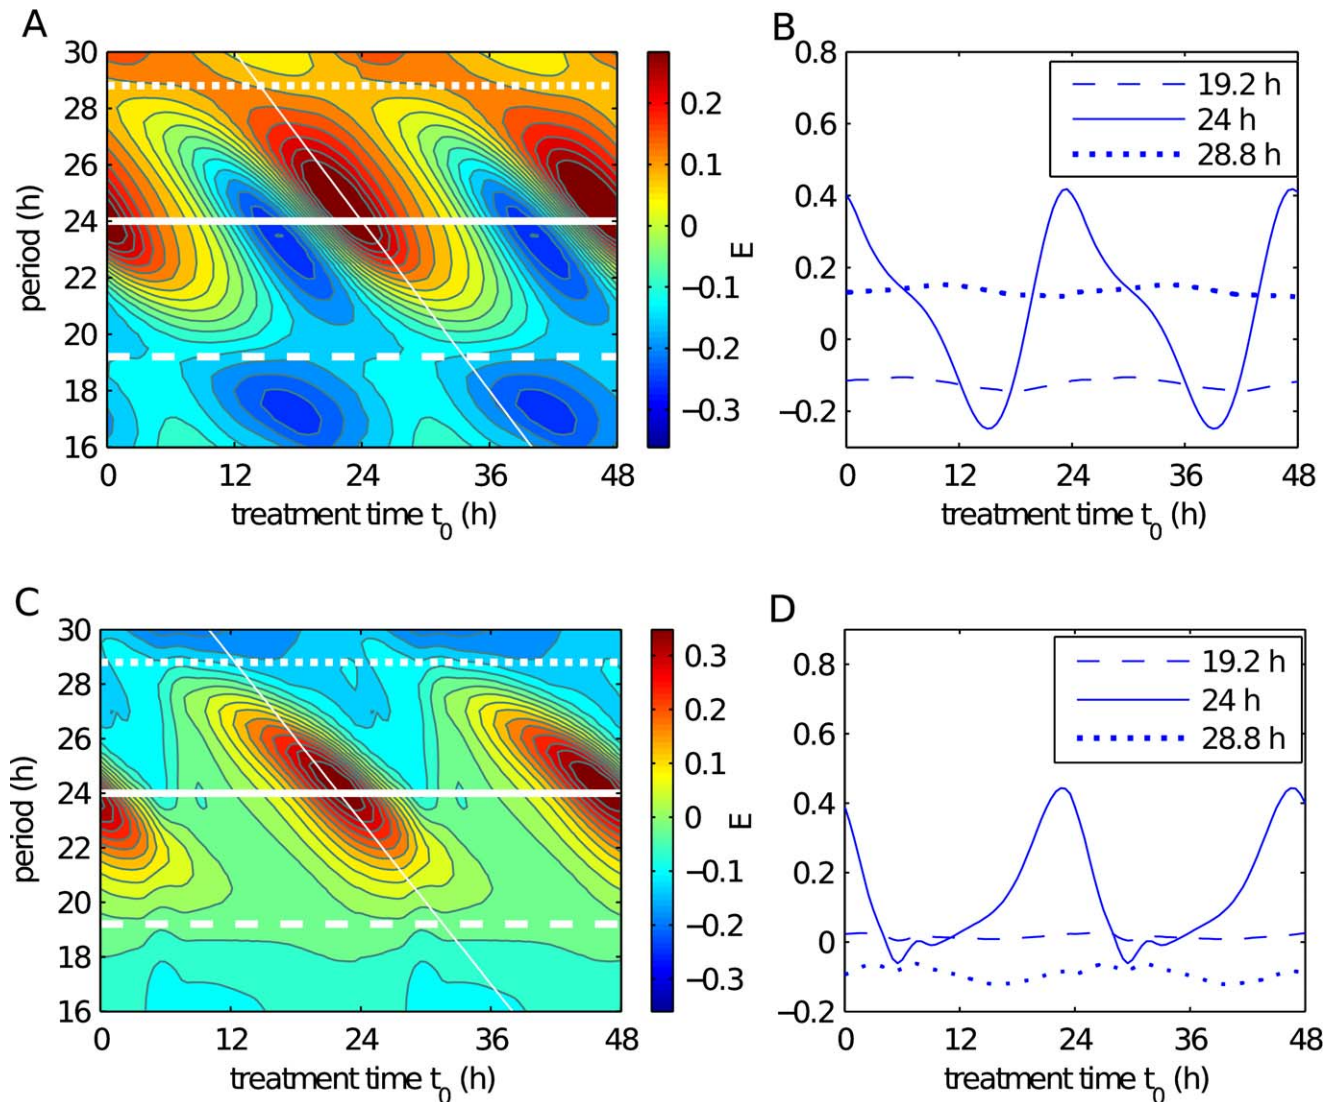 A
30
28
26
24
22
20
18
16
period (h)
0 12 24 36 48
treatment time t0 (h)
0.2
0.1
0
−0.1
−0.2
−0.3
E
B
0.8
0.6
0.4
0.2
0
−0.2
19.2 h
24 h
28.8 h
0 12 24 36 48
treatment time t0 (h)
C
30
28
26
24
22
20
18
16
period (h)
0 12 24 36 48
treatment time t0 (h)
0.3
0.2
0.1
0
−0.1
−0.2
−0.3
E
D
0.8
0.6
0.4
0.2
0
−0.2
19.2 h
24 h
28.8 h
0 12 24 36 48
treatment time t0 (h)